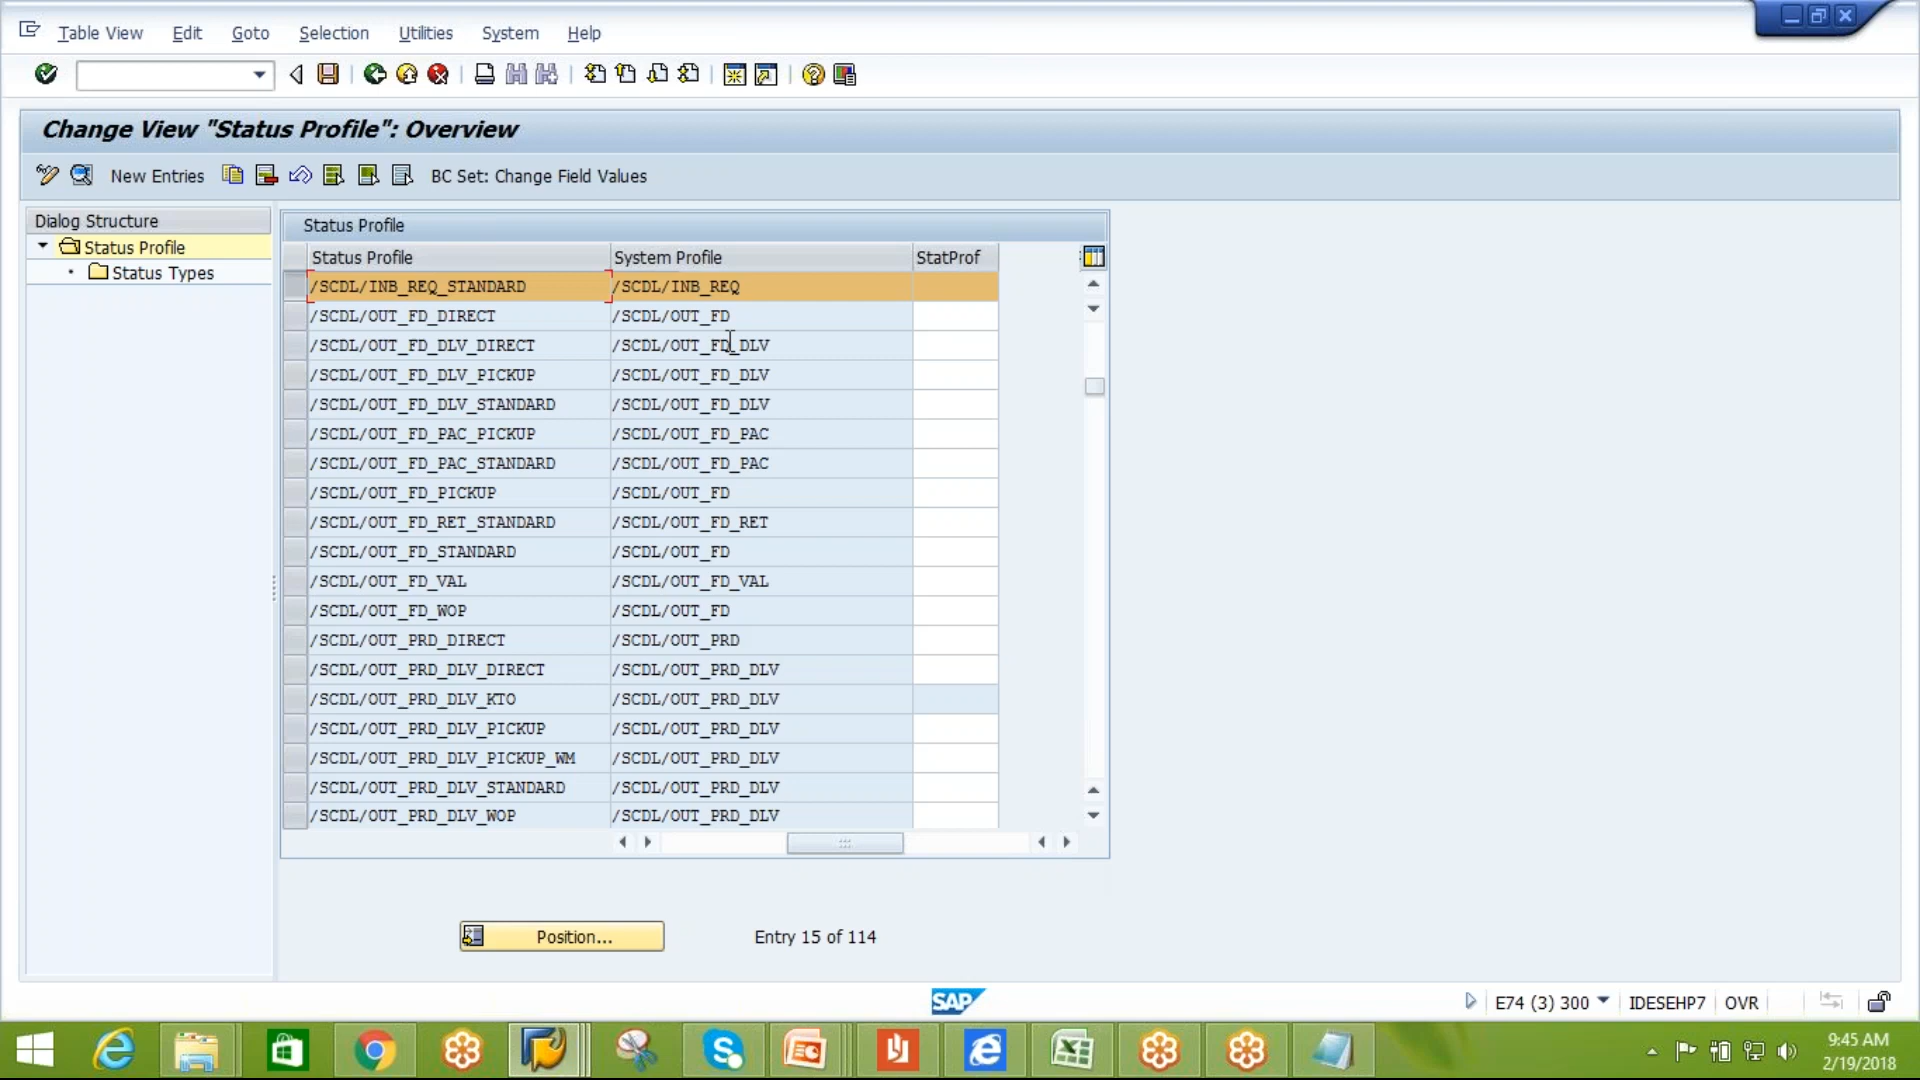 Table View Edit Goto Selection Utilities System Help
Change View "Status Profile": Overview
New Entries BC Set: Change Field Values
Dialog Structure
Status Profile
Status Types
Status Profile
Status Profile System Profile StatProf
/SCDL/INB_REQ_STANDARD /SCDL/INB_REQ
/SCDL/OUT_FD_DIRECT /SCDL/OUT_FD
/SCDL/OUT_FD_DLV_DIRECT /SCDL/OUT_FD_DLV
/SCDL/OUT_FD_DLV_PICKUP /SCDL/OUT_FD_DLV
/SCDL/OUT_FD_DLV_STANDARD /SCDL/OUT_FD_DLV
/SCDL/OUT_FD_PAC_PICKUP /SCDL/OUT_FD_PAC
/SCDL/OUT_FD_PAC_STANDARD /SCDL/OUT_FD_PAC
/SCDL/OUT_FD_PICKUP /SCDL/OUT_FD
/SCDL/OUT_FD_RET_STANDARD /SCDL/OUT_FD_RET
/SCDL/OUT_FD_STANDARD /SCDL/OUT_FD
/SCDL/OUT_FD_VAL /SCDL/OUT_FD_VAL
/SCDL/OUT_FD_WOP /SCDL/OUT_FD
/SCDL/OUT_PRD_DIRECT /SCDL/OUT_PRD
/SCDL/OUT_PRD_DLV_DIRECT /SCDL/OUT_PRD_DLV
/SCDL/OUT_PRD_DLV_KTO /SCDL/OUT_PRD_DLV
/SCDL/OUT_PRD_DLV_PICKUP /SCDL/OUT_PRD_DLV
/SCDL/OUT_PRD_DLV_PICKUP_WM /SCDL/OUT_PRD_DLV
/SCDL/OUT_PRD_DLV_STANDARD /SCDL/OUT_PRD_DLV
/SCDL/OUT_PRD_DLV_WOP /SCDL/OUT_PRD_DLV
Position... Entry 15 of 114
SAP E74 (3) 300 IDESEHP7 OVR
9:45 AM
2/19/2018